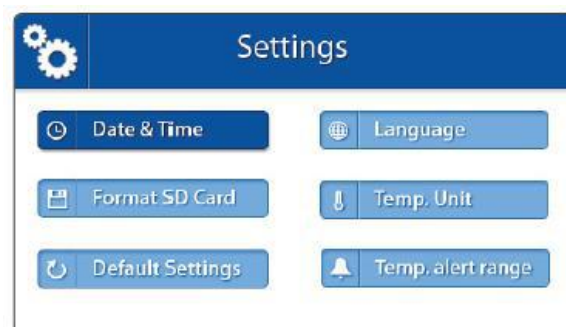 Settings
Date & Time
Language
Format SD Card
Temp. Unit
Default Settings
Temp. alert range